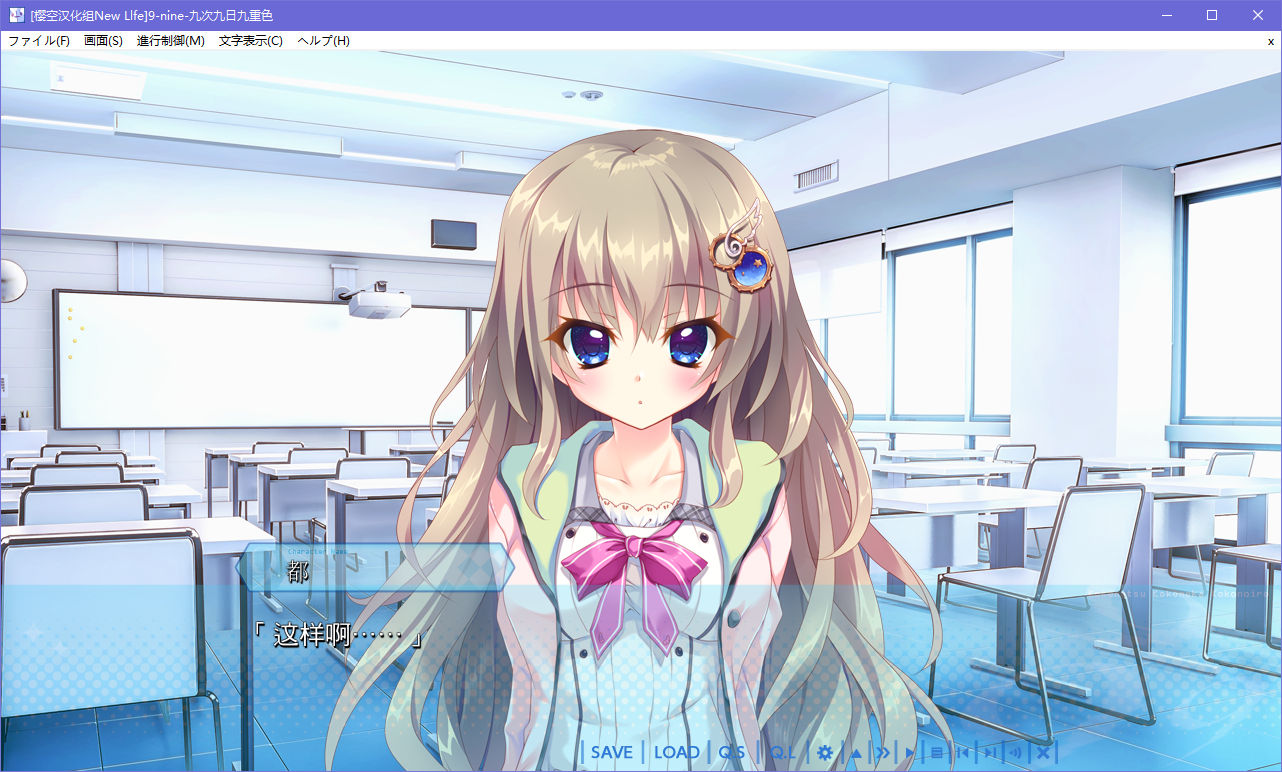 [樱空汉化组New LIfe]9-nine-九次九日九重色
ファイル(F) 画面(S) 進行制御(M) 文字表示(C) ヘルプ(H) x
Character Name
都
「 这样啊…… 」
SAVE LOAD Q.S Q.L